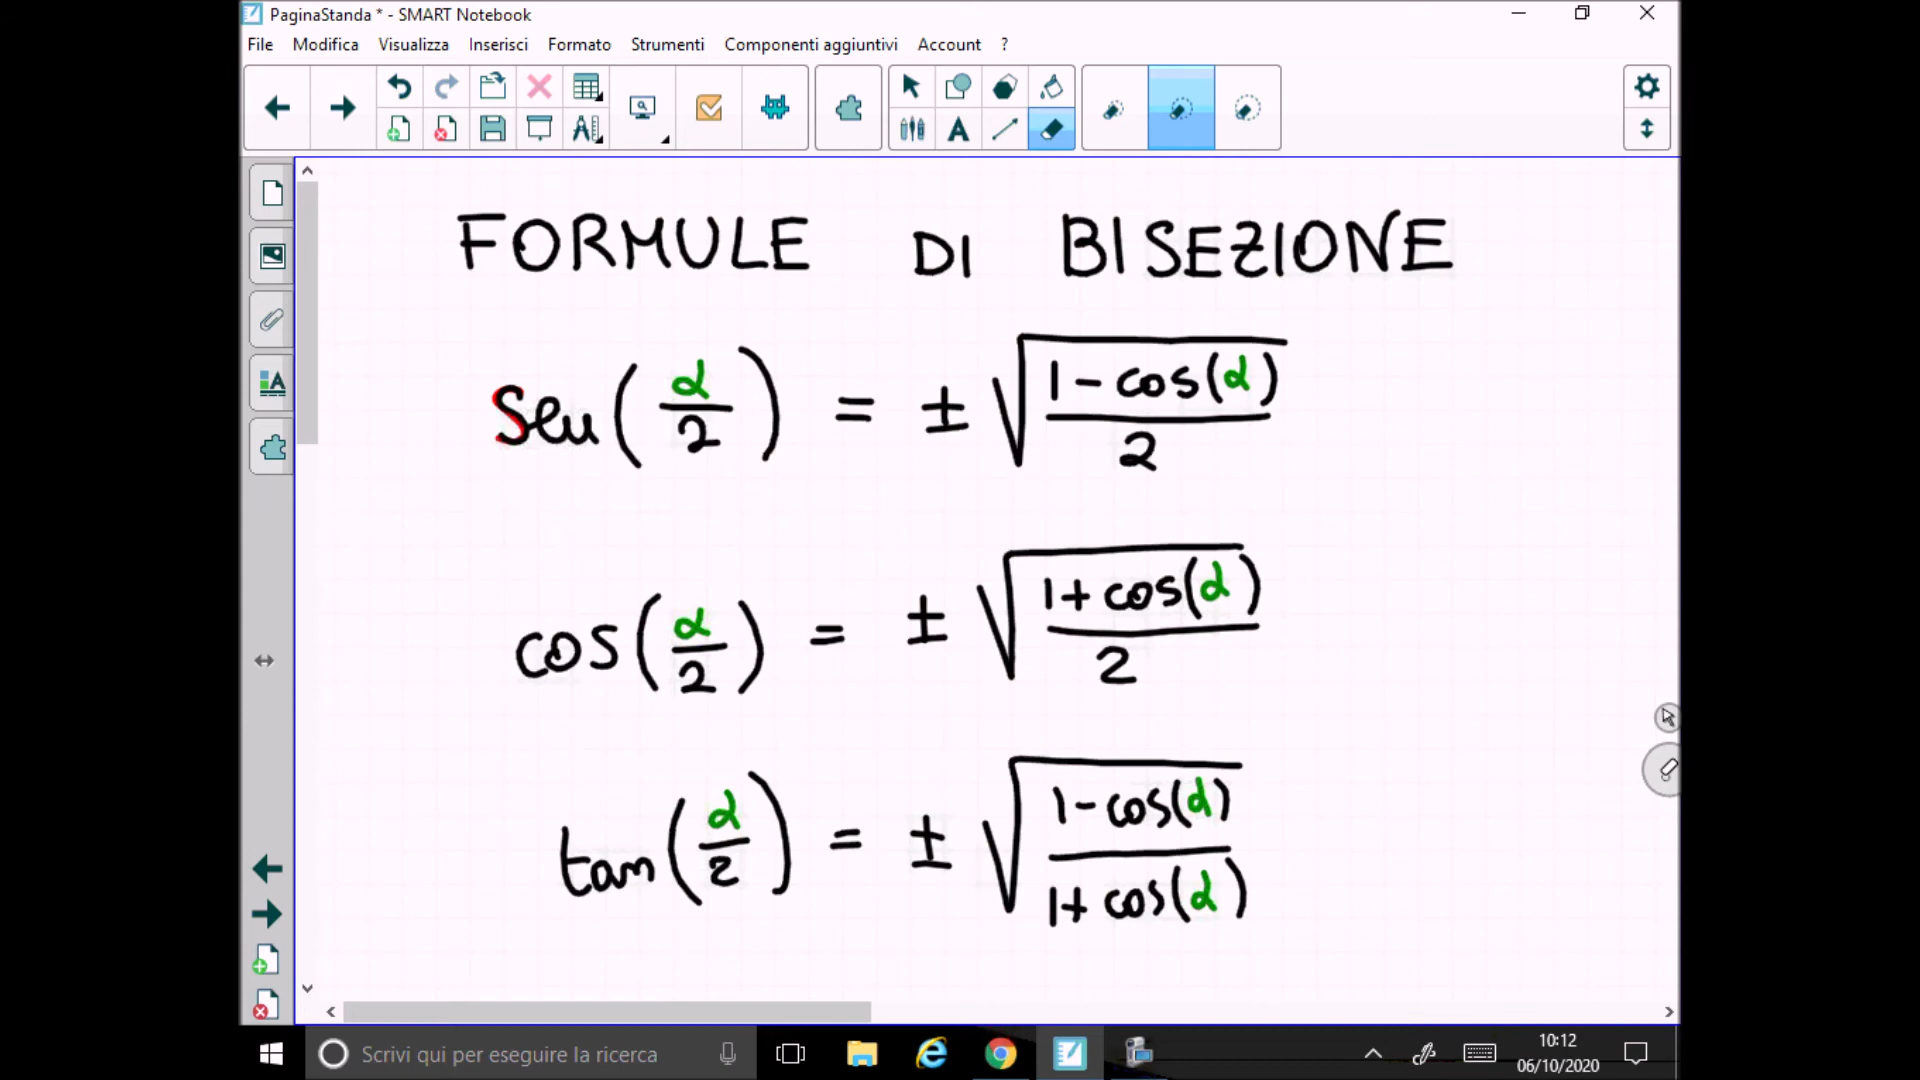 PaginaStanda * - SMART Notebook
File Modifica Visualizza Inserisci Formato Strumenti Componenti aggiuntivi Account ?
FORMULE DI BISEZIONE
sen(α/2) = ± √((1-cos(α))/2)
cos(α/2) = ± √((1+cos(α))/2)
tan(α/2) = ± √((1-cos(α))/(1+cos(α)))
Scrivi qui per eseguire la ricerca
10:12
06/10/2020